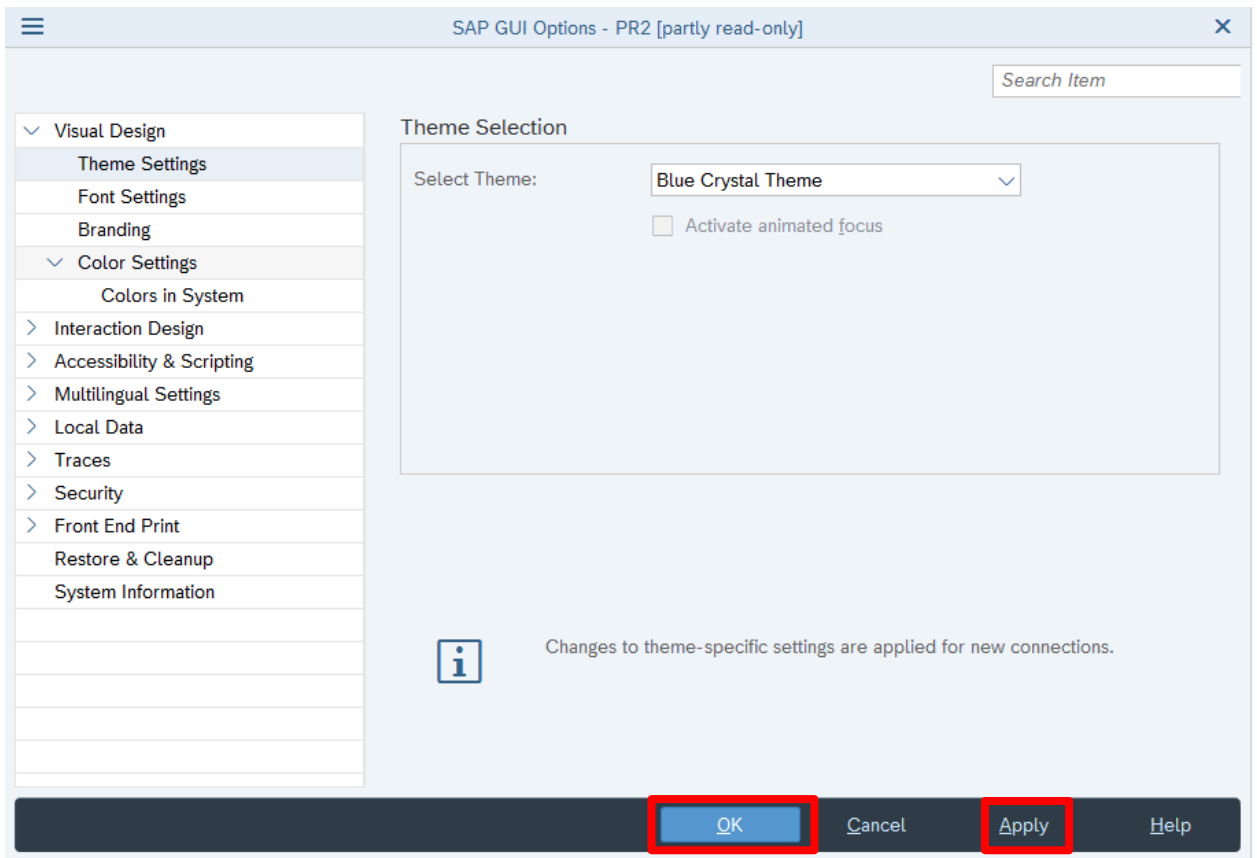 SAP GUI Options - PR2 [partly read-only]
Search Item
Visual Design
Theme Settings
Font Settings
Branding
Color Settings
Colors in System
Interaction Design
Accessibility & Scripting
Multilingual Settings
Local Data
Traces
Security
Front End Print
Restore & Cleanup
System Information
Theme Selection
Select Theme: Blue Crystal Theme
Activate animated focus
Changes to theme-specific settings are applied for new connections.
OK Cancel Apply Help